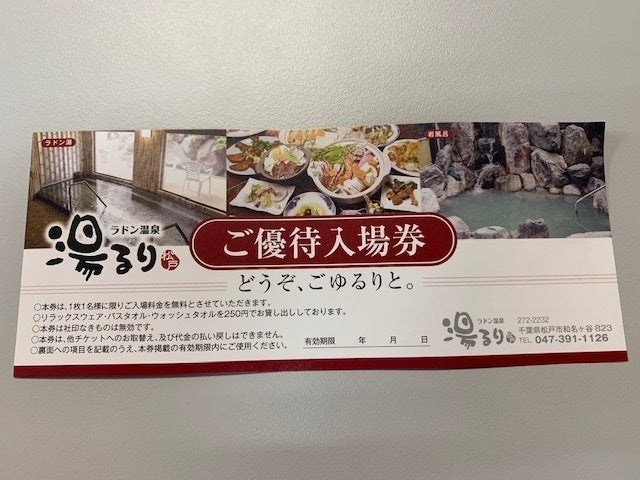 ラドン湯
岩風呂
ラドン温泉
湯るり
松戸
ご優待入場券
どうぞ、ごゆるりと。
○本券は、1枚1名様に限りご入場料金を無料とさせていただきます。
○リラックスウェア・バスタオル・ウォッシュタオルを250円でお貸し出ししております。
○本券は社印なきものは無効です。
○本券は、他チケットへのお取替え、及び代金の払い戻しはできません。
○裏面への項目を記載のうえ、本券掲載の有効期限内にご使用ください。
有効期限 年 月 日
ラドン温泉
湯るり
272-2232
千葉県松戸市和名ヶ谷 B23
TEL. 047-391-1126